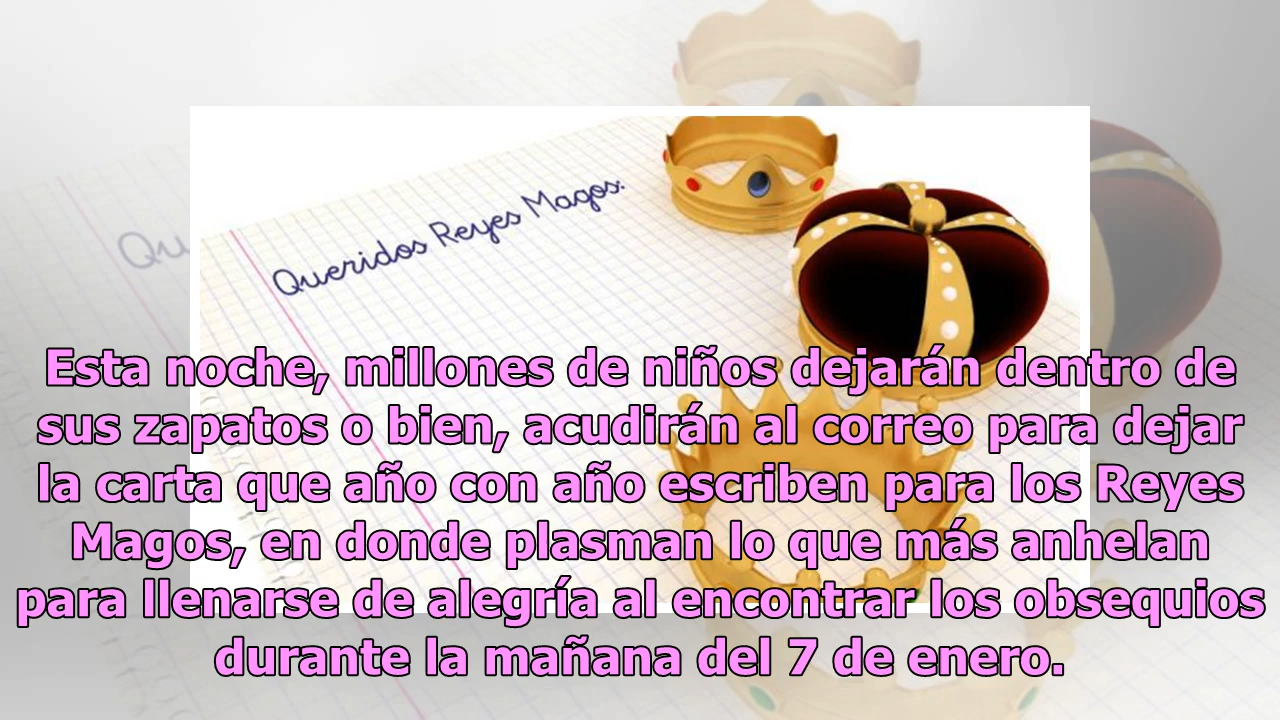 Queridos Reyes Magos:
Qu
Esta noche, millones de niños dejarán dentro de
sus zapatos o bien, acudirán al correo para dejar
la carta que año con año escriben para los Reyes
Magos, en donde plasman lo que más anhelan
para llenarse de alegría al encontrar los obsequios
durante la mañana del 7 de enero.